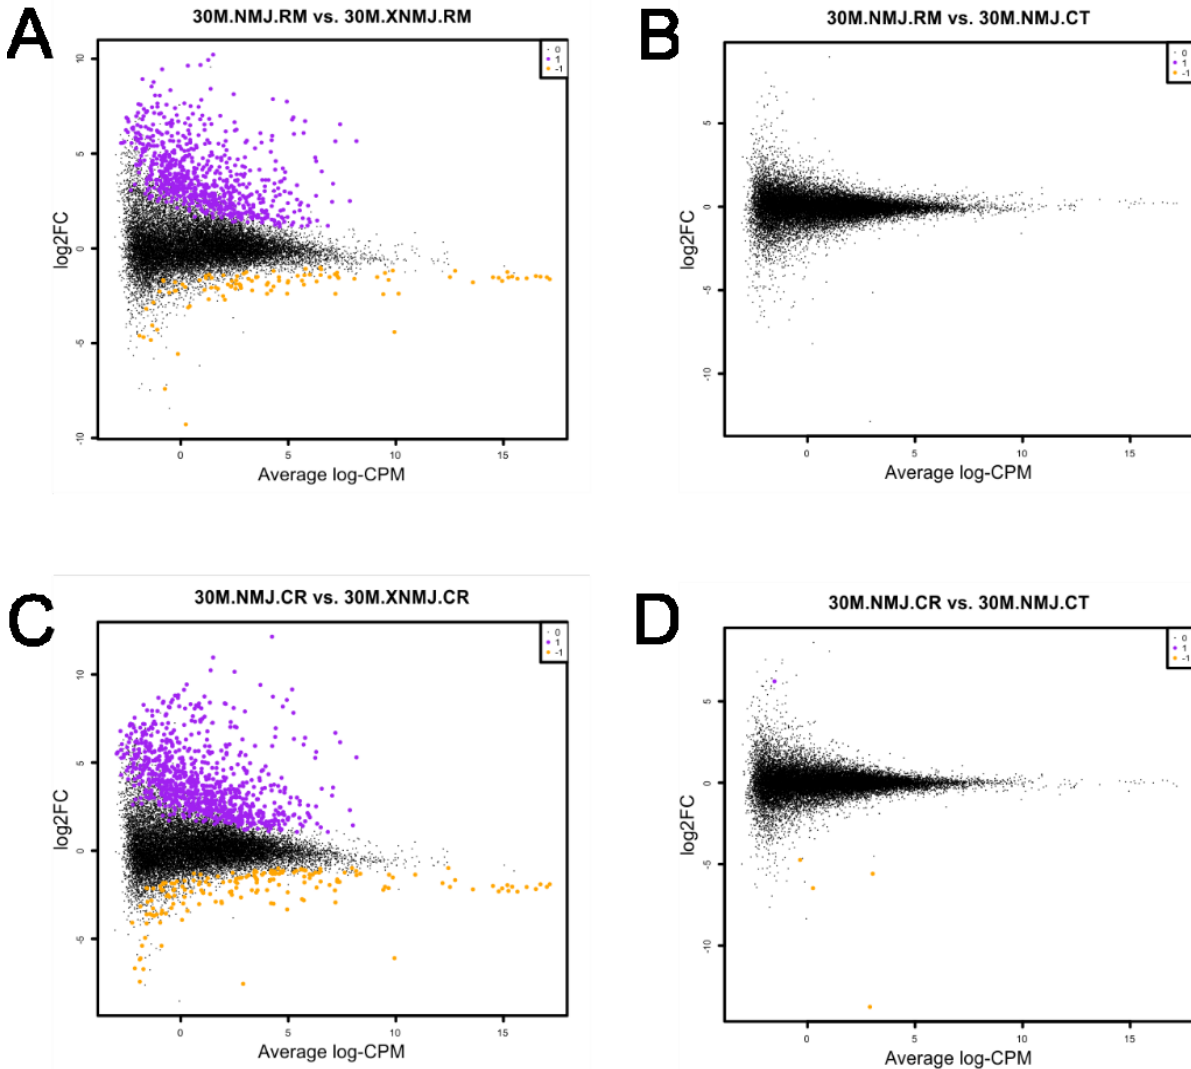 A
30M.NMJ.RM vs. 30M.XNMJ.RM
0
1
-1
10
5
0
-5
-10
log2FC
0 5 10 15
Average log-CPM
B
30M.NMJ.RM vs. 30M.NMJ.CT
0
1
-1
5
0
-5
-10
log2FC
0 5 10 15
Average log-CPM
C
30M.NMJ.CR vs. 30M.XNMJ.CR
0
1
-1
10
5
0
-5
log2FC
0 5 10 15
Average log-CPM
D
30M.NMJ.CR vs. 30M.NMJ.CT
0
1
-1
5
0
-5
-10
log2FC
0 5 10 15
Average log-CPM